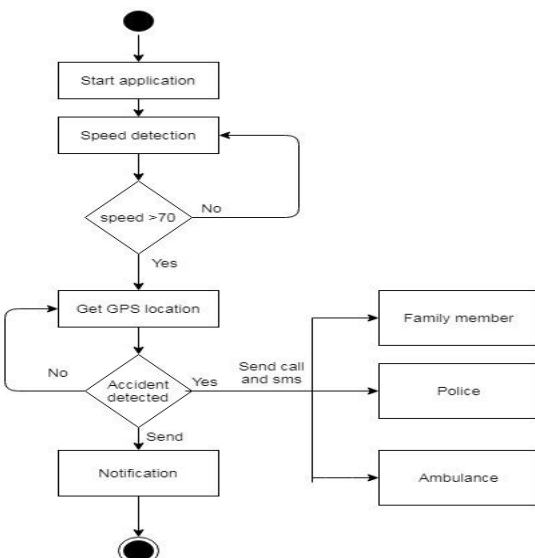 Start application
Speed detection
speed >70
No
Yes
Get GPS location
Family member
No
Accident
detected
Yes
Send call
and sms
Police
Send
Notification
Ambulance